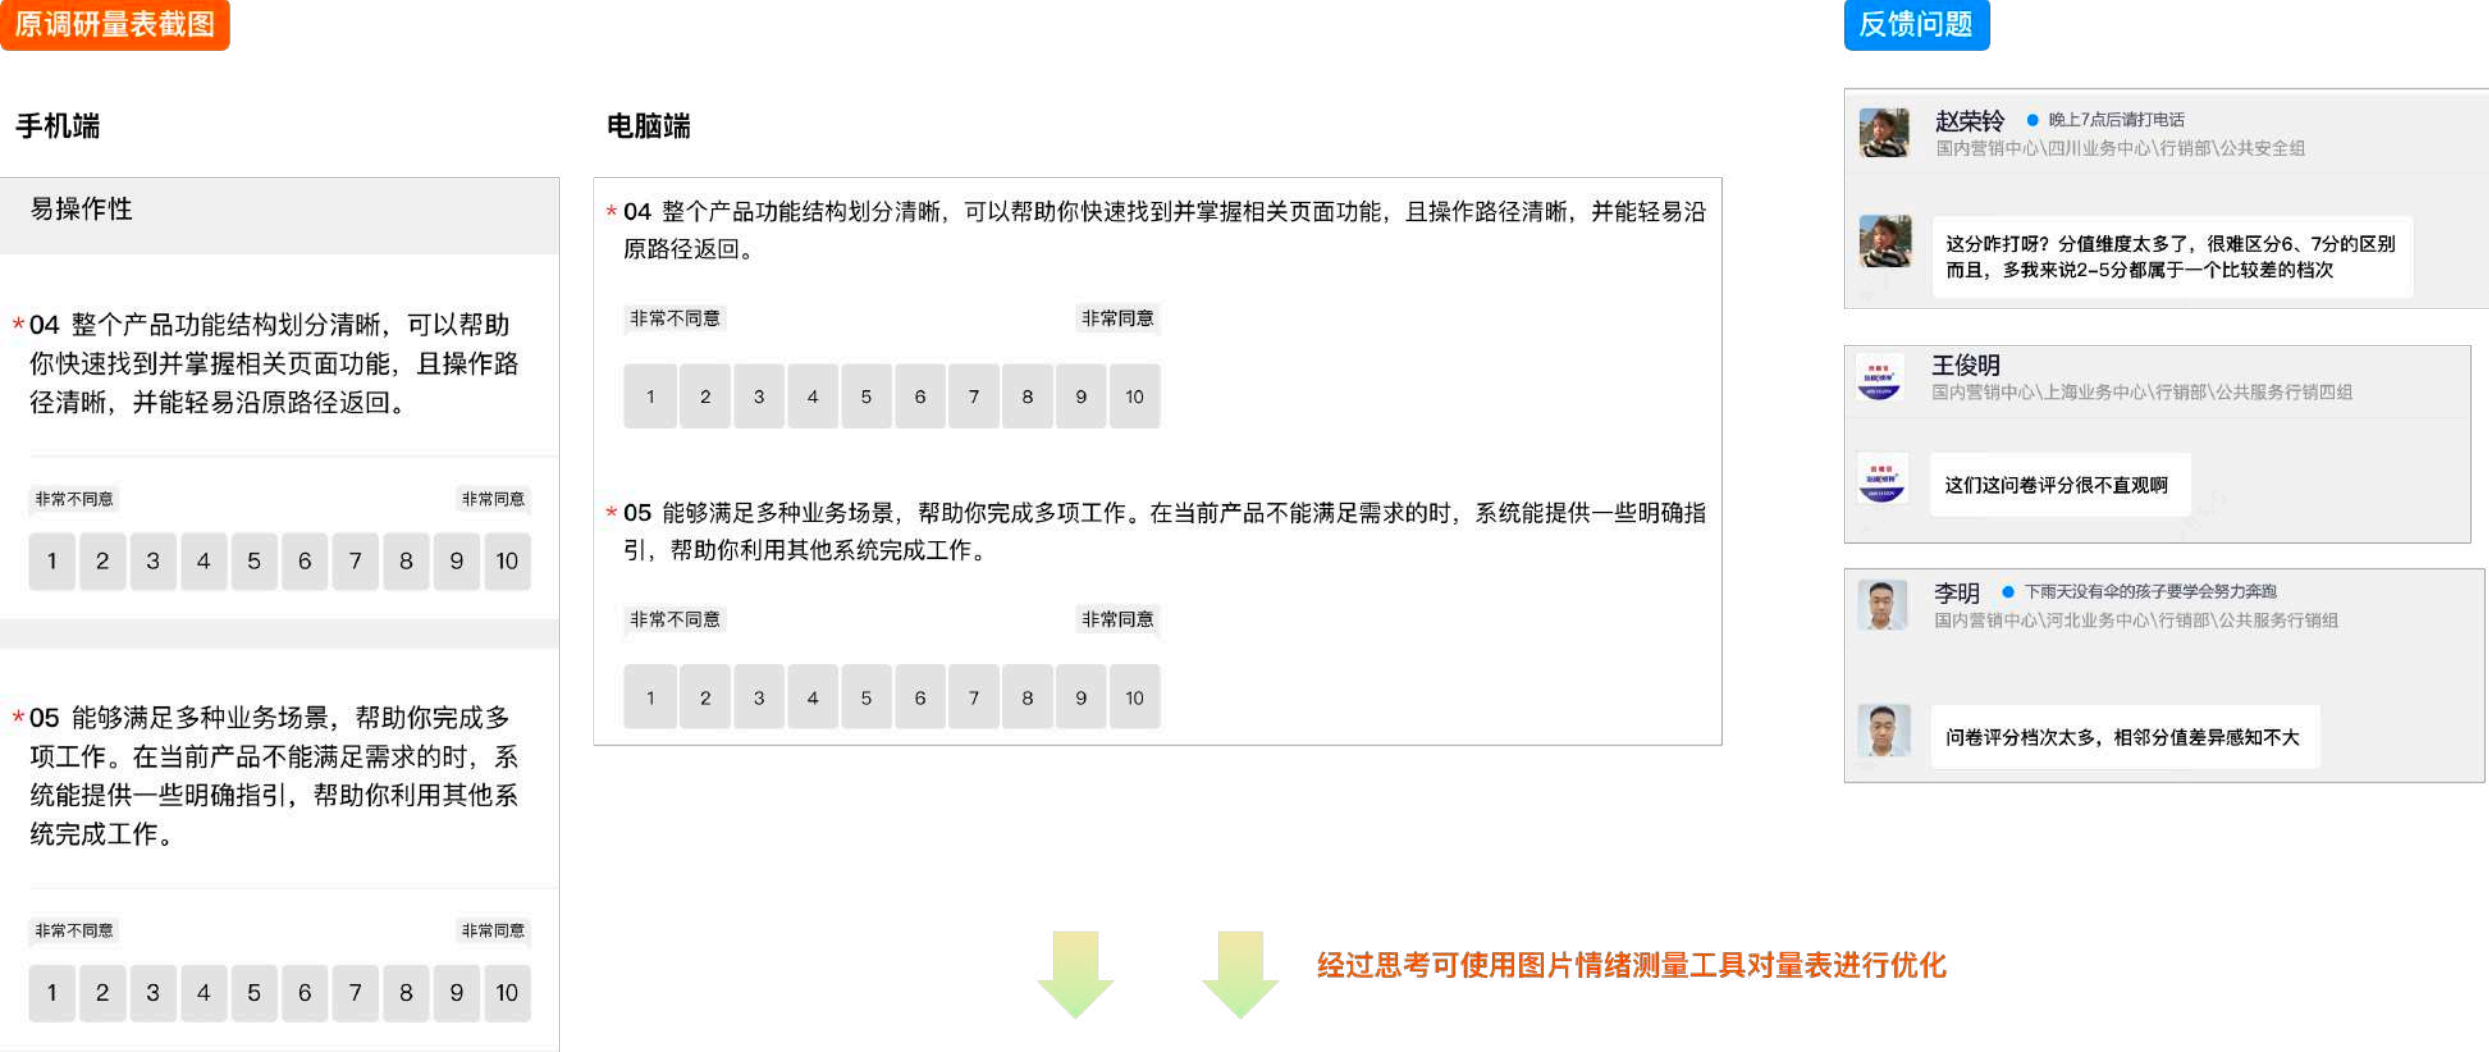 原调研量表截图
手机端
易操作性
*04 整个产品功能结构划分清晰，可以帮助
你快速找到并掌握相关页面功能，且操作路
径清晰，并能轻易沿原路径返回。
非常不同意 非常同意
1 2 3 4 5 6 7 8 9 10
*05 能够满足多种业务场景，帮助你完成多
项工作。在当前产品不能满足需求的时，系
统能提供一些明确指引，帮助你利用其他系
统完成工作。
非常不同意 非常同意
1 2 3 4 5 6 7 8 9 10
电脑端
*04 整个产品功能结构划分清晰，可以帮助你快速找到并掌握相关页面功能，且操作路径清晰，并能轻易沿
原路径返回。
非常不同意 非常同意
1 2 3 4 5 6 7 8 9 10
*05 能够满足多种业务场景，帮助你完成多项工作。在当前产品不能满足需求的时，系统能提供一些明确指
引，帮助你利用其他系统完成工作。
非常不同意 非常同意
1 2 3 4 5 6 7 8 9 10
反馈问题
赵荣铃 晚上7点后请打电话
国内营销中心\四川业务中心\行销部\公共安全组
这分咋打呀？分值维度太多了，很难区分6、7分的区别
而且，多我来说2-5分都属于一个比较差的档次
王俊明
国内营销中心\上海业务中心\行销部\公共服务行销四组
这们这问卷评分很不直观啊
李明 下雨天没有伞的孩子要学会努力奔跑
国内营销中心\河北业务中心\行销部\公共服务行销组
问卷评分档次太多，相邻分值差异感知不大
经过思考可使用图片情绪测量工具对量表进行优化